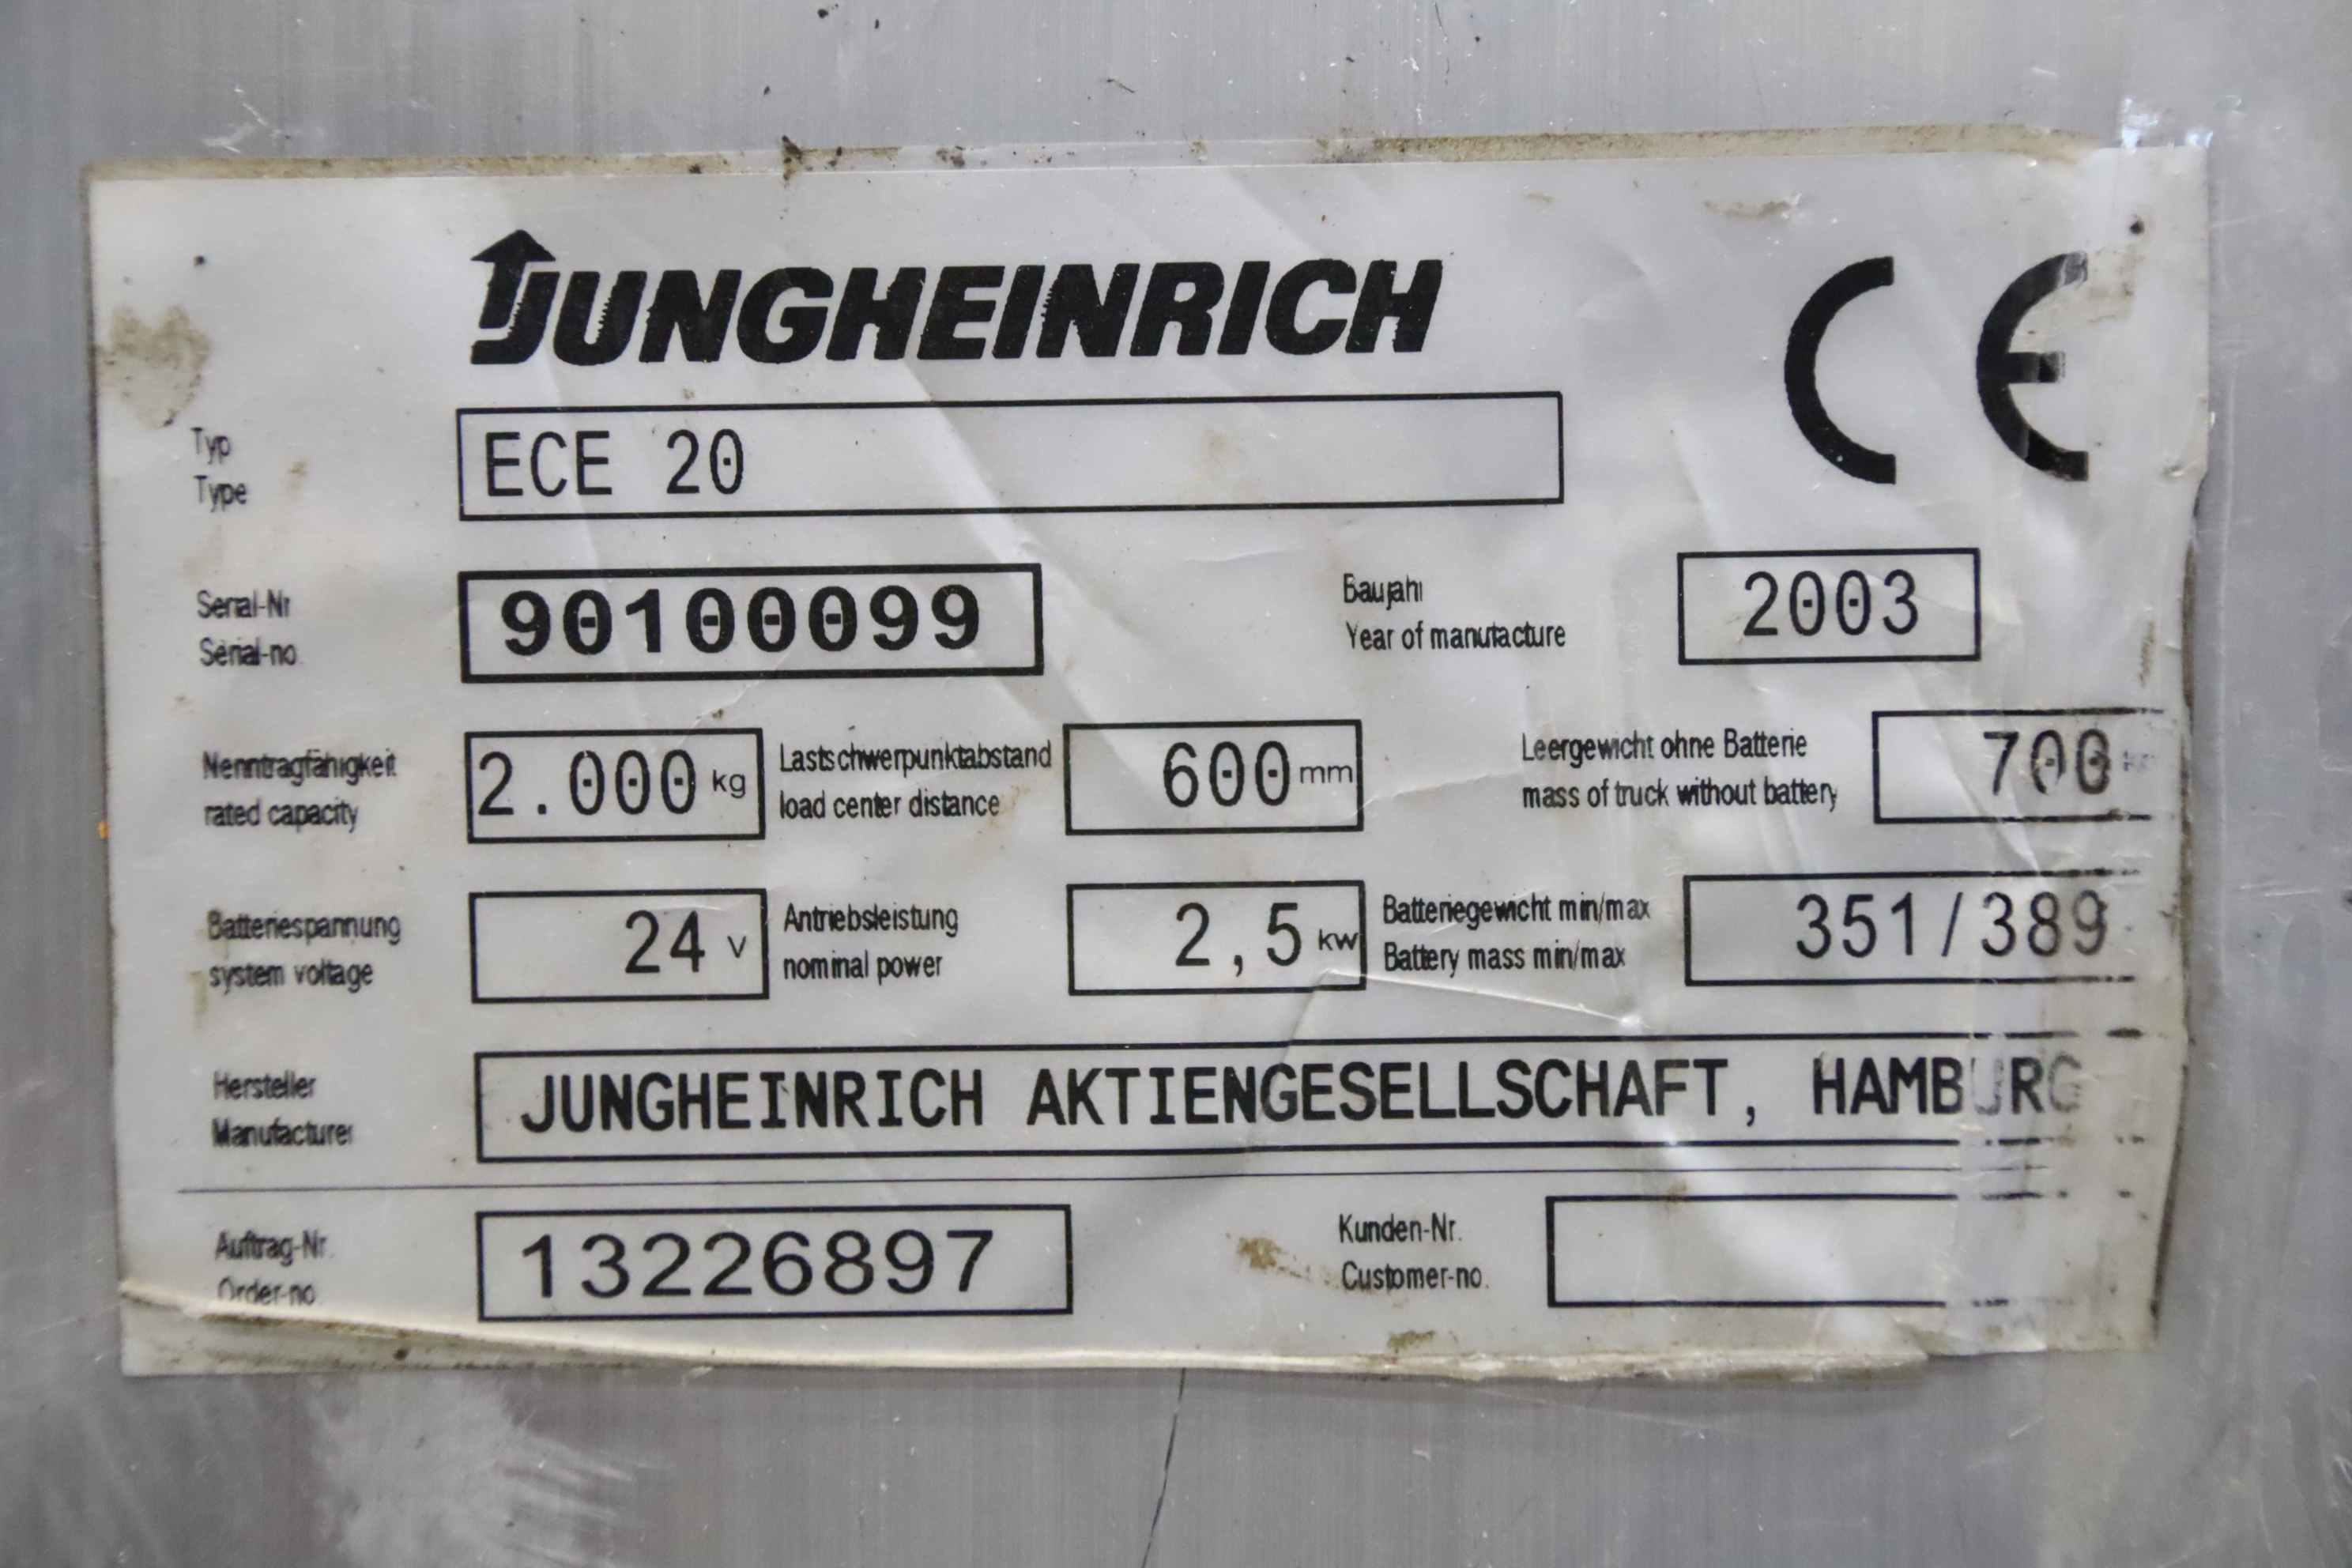 JUNGHEINRICH
CE
Typ
Type
ECE 20
Serial-Nr
Serial-no.
90100099
Baujahr
Year of manufacture
2003
Nenntragfähigkeit
rated capacity
2.000 kg
Lastschwerpunktabstand
load center distance
600 mm
Leergewicht ohne Batterie
mass of truck without battery
700
Batteriespannung
system voltage
24 V
Antriebsleistung
nominal power
2,5 kW
Batteriegewicht min/max
Battery mass min/max
351/389
Hersteller
Manufacturer
JUNGHEINRICH AKTIENGESELLSCHAFT, HAMBURG
Auftrag-Nr.
Order-no.
13226897
Kunden-Nr.
Customer-no.